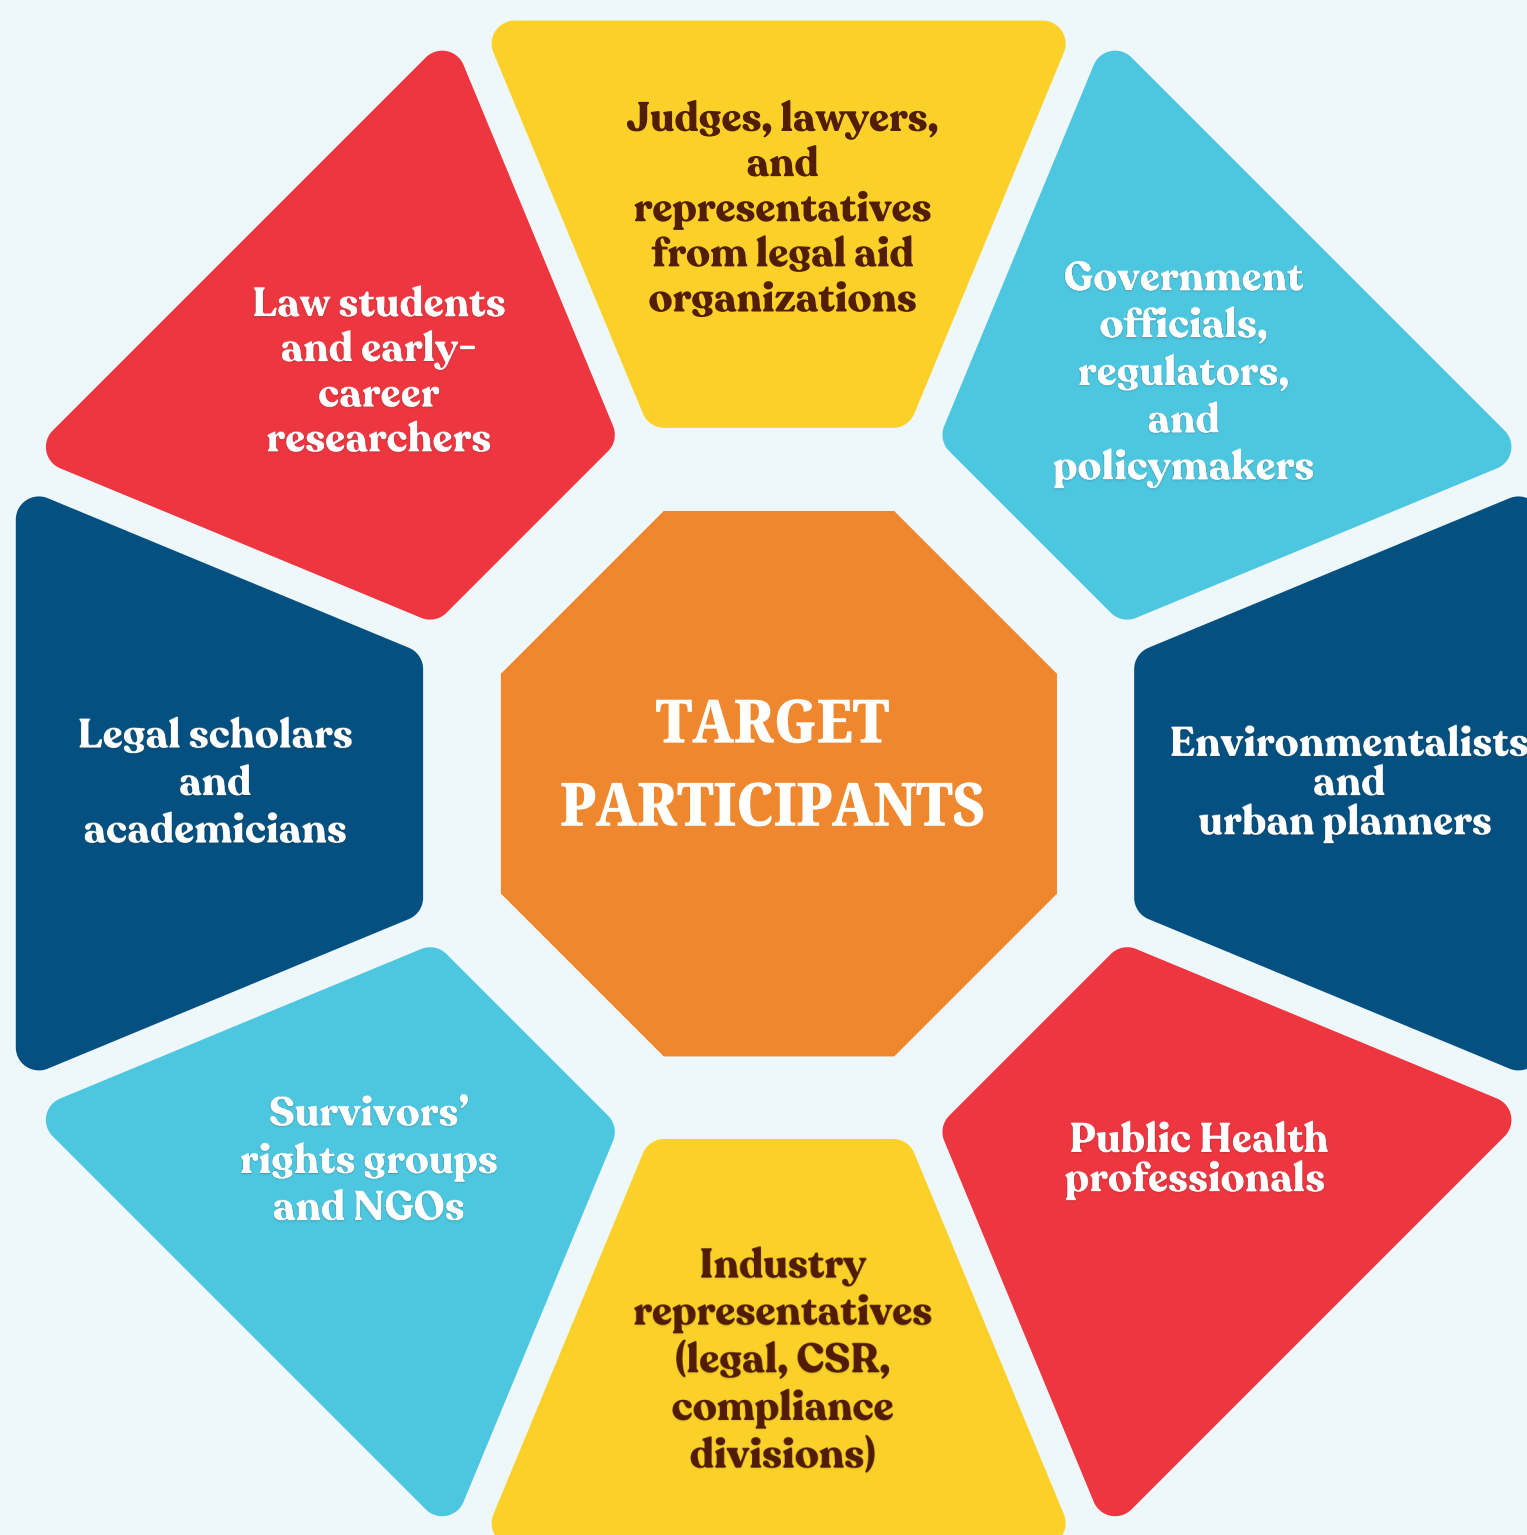 Judges, lawyers,
and
representatives
from legal aid
organizations
Government
officials,
regulators,
and
policymakers
Law students
and early-
career
researchers
TARGET
PARTICIPANTS
Legal scholars
and
academicians
Environmentalists
and
urban planners
Survivors’
rights groups
and NGOs
Public Health
professionals
Industry
representatives
(legal, CSR,
compliance
divisions)